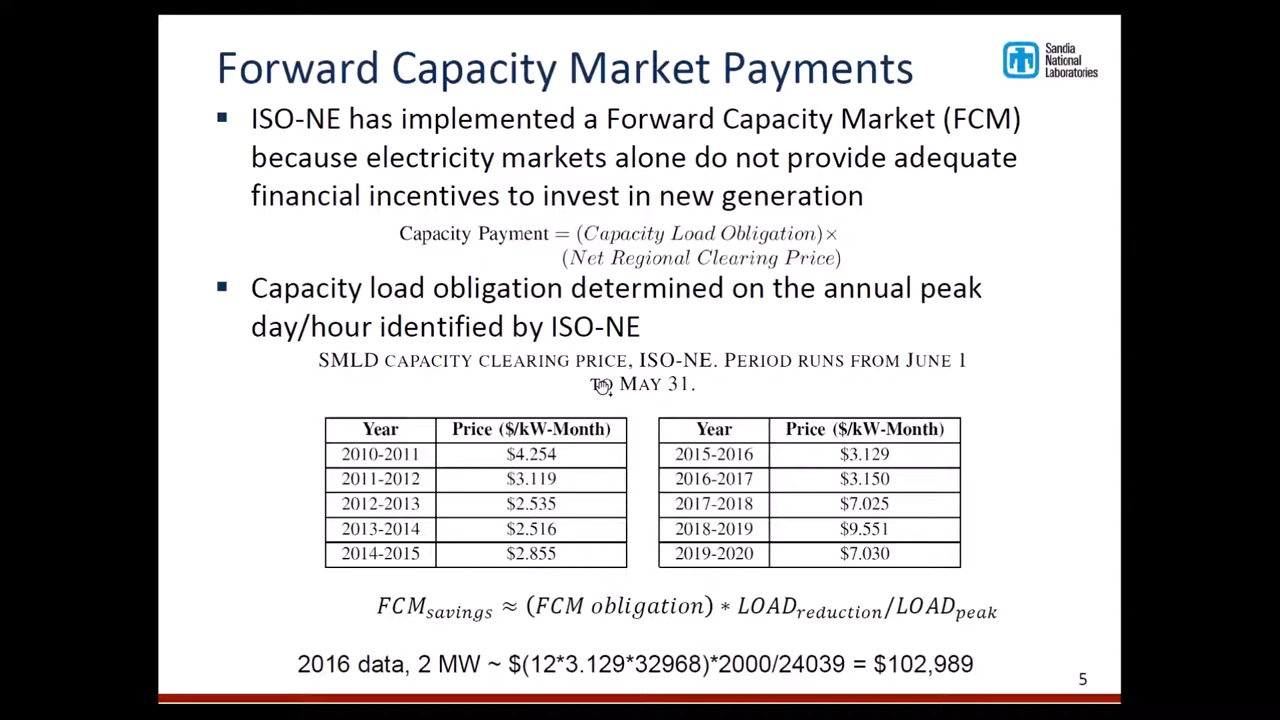 Forward Capacity Market Payments
Sandia
National
Laboratories
▪ ISO-NE has implemented a Forward Capacity Market (FCM)
because electricity markets alone do not provide adequate
financial incentives to invest in new generation
Capacity Payment = (Capacity Load Obligation)×
(Net Regional Clearing Price)
▪ Capacity load obligation determined on the annual peak
day/hour identified by ISO-NE
SMLD CAPACITY CLEARING PRICE, ISO-NE. PERIOD RUNS FROM JUNE 1
TO MAY 31.
Year Price ($/kW-Month)
2010-2011 $4.254
2011-2012 $3.119
2012-2013 $2.535
2013-2014 $2.516
2014-2015 $2.855
Year Price ($/kW-Month)
2015-2016 $3.129
2016-2017 $3.150
2017-2018 $7.025
2018-2019 $9.551
2019-2020 $7.030
FCM_savings ≈ (FCM obligation) * LOAD_reduction/LOAD_peak
2016 data, 2 MW ~ $(12*3.129*32968)*2000/24039 = $102,989
5